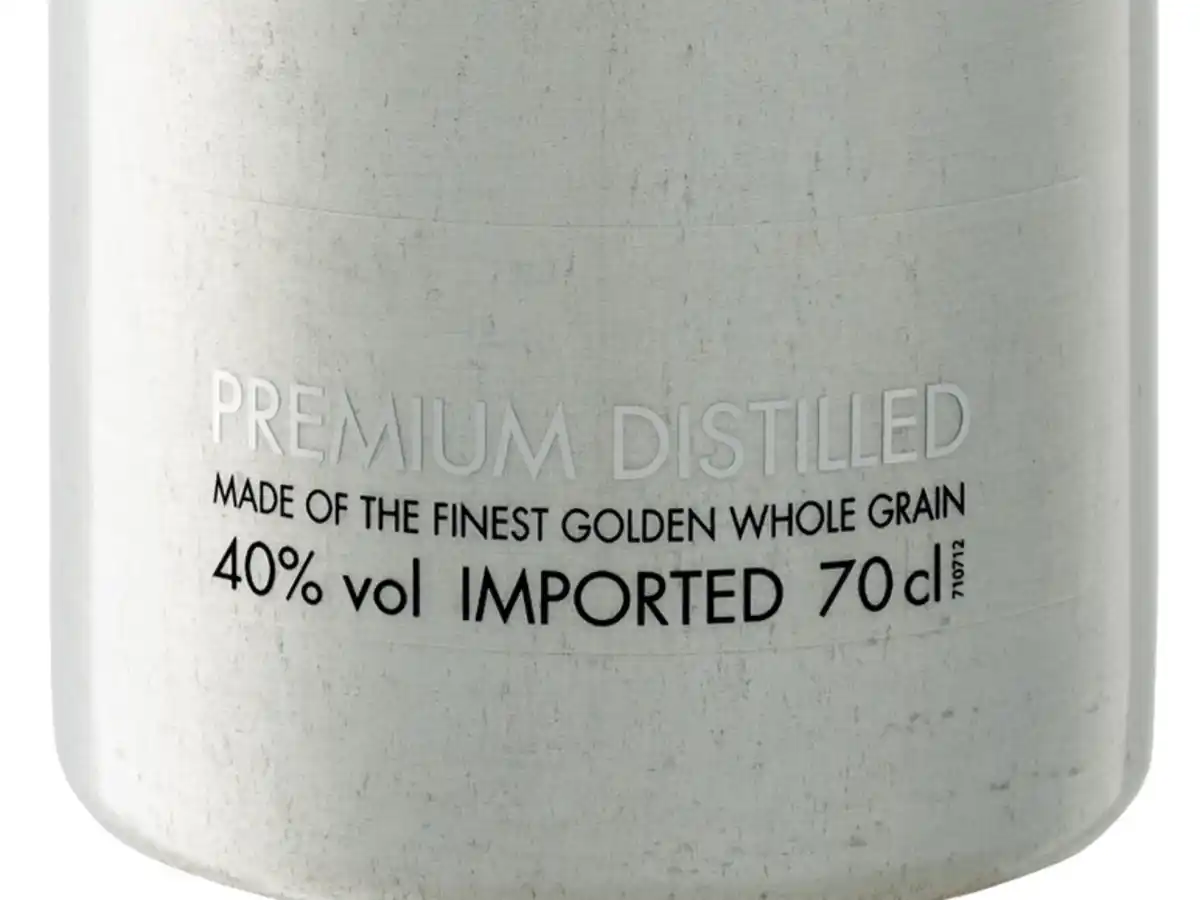 PREMIUM DISTILLED
MADE OF THE FINEST GOLDEN WHOLE GRAIN
40% vol IMPORTED 70 cl
710712